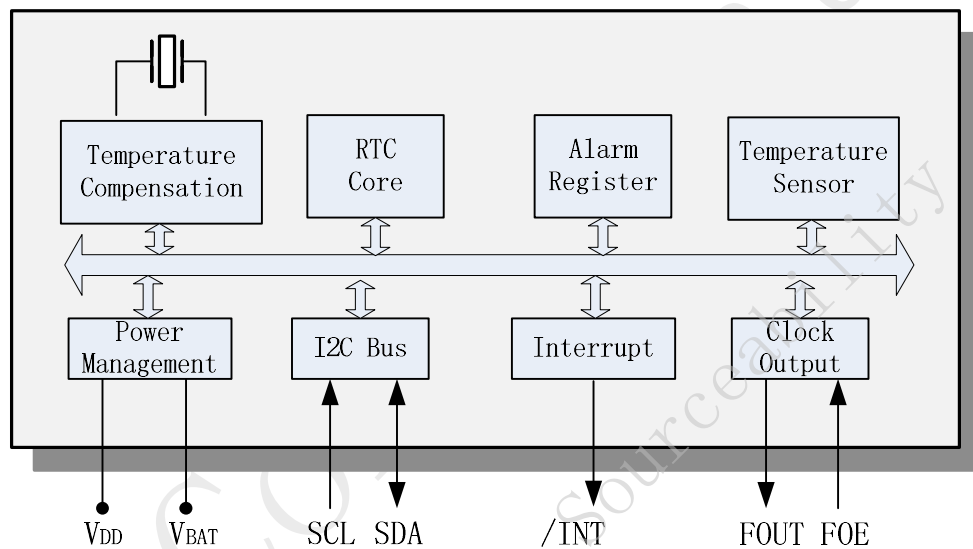 Temperature
Compensation
RTC
Core
Alarm
Register
Temperature
Sensor
Power
Management
I2C Bus
Interrupt
Clock
Output
VDD
VBAT
SCL SDA
/INT
FOUT FOE
Sourceability